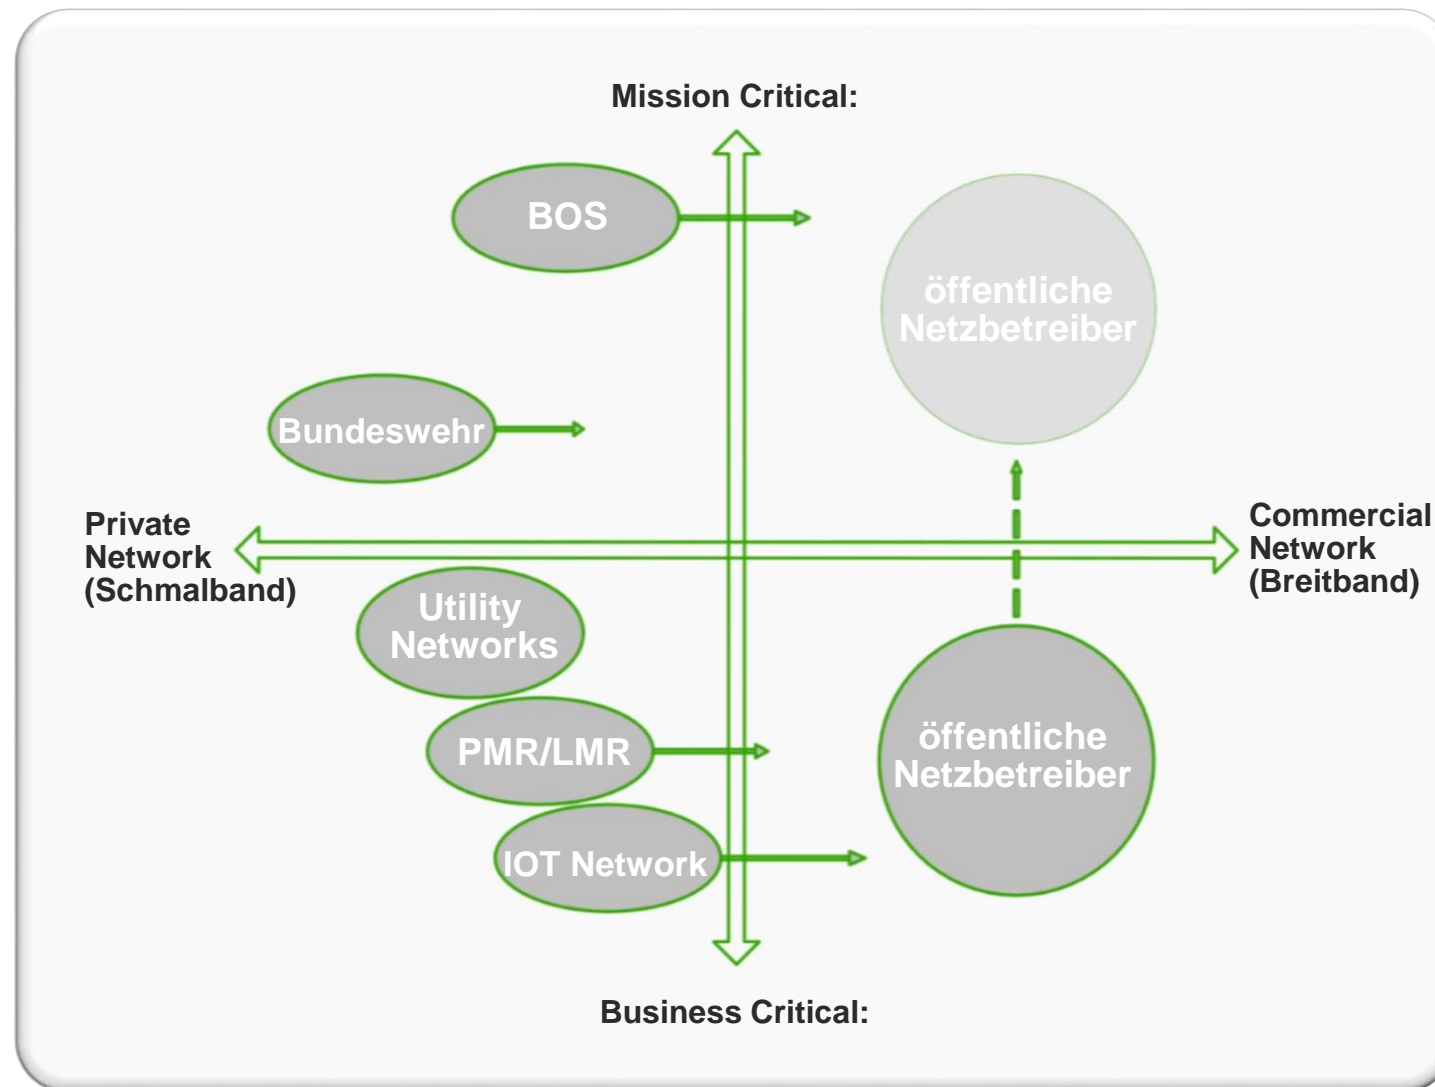 Mission Critical:
BOS
öffentliche
Netzbetreiber
Bundeswehr
Private
Network
(Schmalband)
Commercial
Network
(Breitband)
Utility
Networks
PMR/LMR
öffentliche
Netzbetreiber
IOT Network
Business Critical: